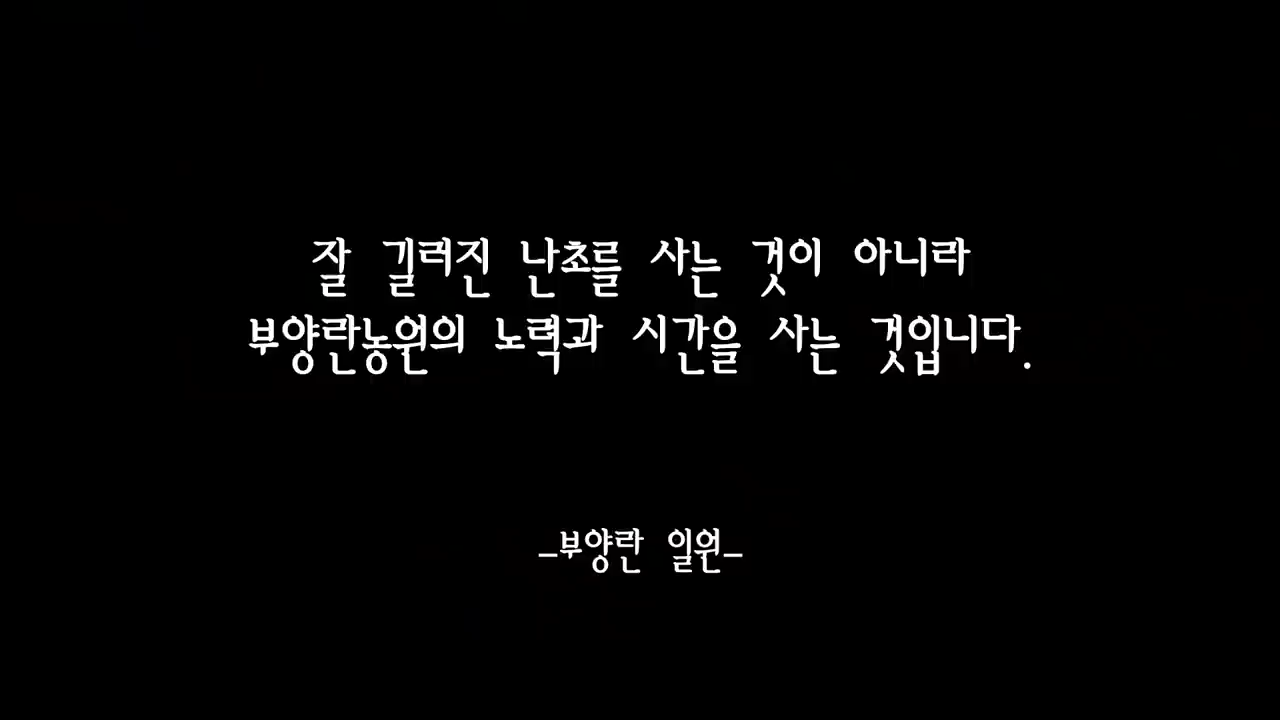 잘 길러진 난초를 사는 것이 아니라
부양란농원의 노력과 시간을 사는 것입니다.
-부양란 일원-